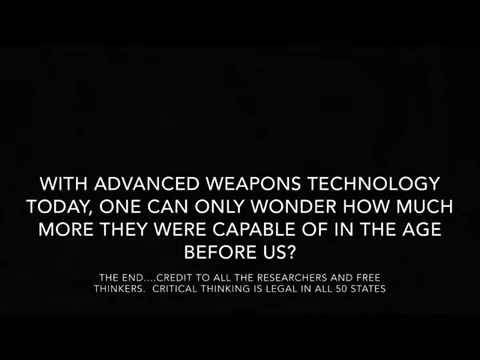 WITH ADVANCED WEAPONS TECHNOLOGY
TODAY, ONE CAN ONLY WONDER HOW MUCH
MORE THEY WERE CAPABLE OF IN THE AGE
BEFORE US?
THE END....CREDIT TO ALL THE RESEARCHERS AND FREE
THINKERS. CRITICAL THINKING IS LEGAL IN ALL 50 STATES